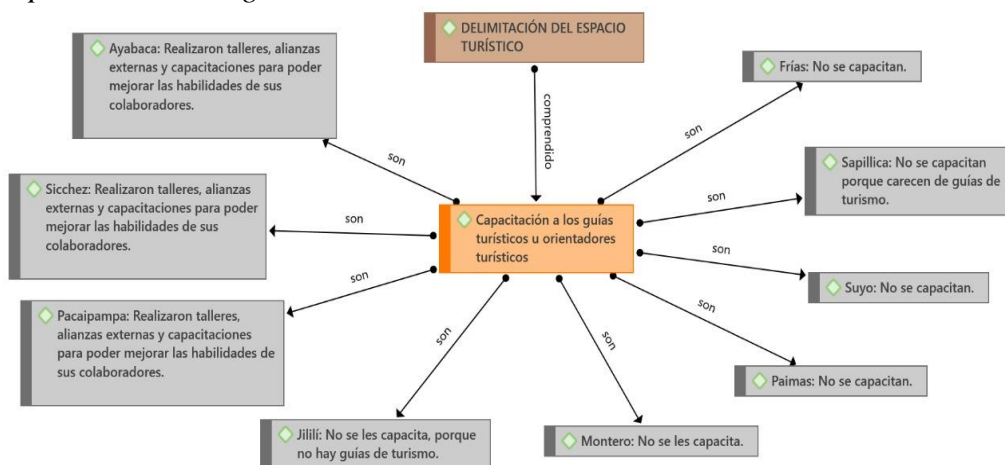 DELIMITACIÓN DEL ESPACIO
TURÍSTICO
comprendido
Capacitación a los guías
turísticos u orientadores
turísticos
son
Ayabaca: Realizaron talleres, alianzas
externas y capacitaciones para poder
mejorar las habilidades de sus
colaboradores.
son
Sicchez: Realizaron talleres, alianzas
externas y capacitaciones para poder
mejorar las habilidades de sus
colaboradores.
son
Pacaipampa: Realizaron talleres,
alianzas externas y capacitaciones
para poder mejorar las habilidades de
sus colaboradores.
son
Jililí: No se les capacita, porque
no hay guías de turismo.
son
Montero: No se les capacita.
son
Paimas: No se capacitan.
son
Suyo: No se capacitan.
son
Sapillica: No se capacitan
porque carecen de guías de
turismo.
son
Frías: No se capacitan.